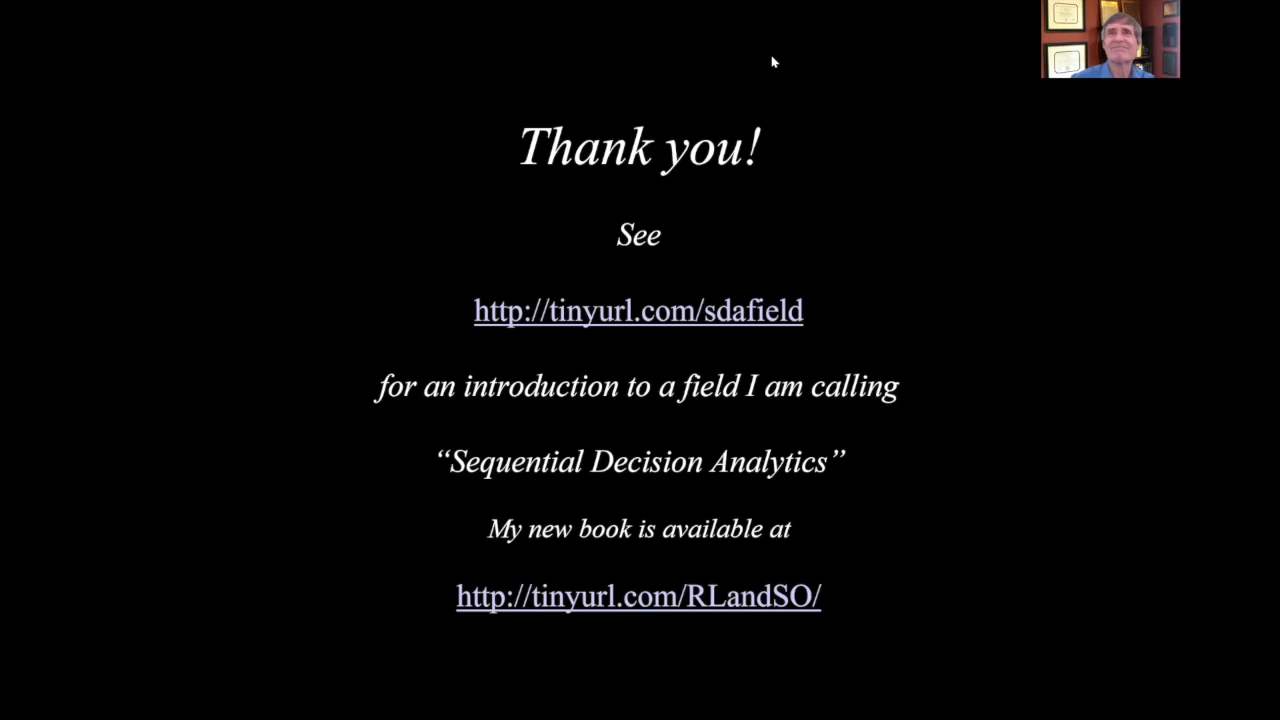 Thank you!
See
http://tinyurl.com/sdafield
for an introduction to a field I am calling
“Sequential Decision Analytics”
My new book is available at
http://tinyurl.com/RLandSO/